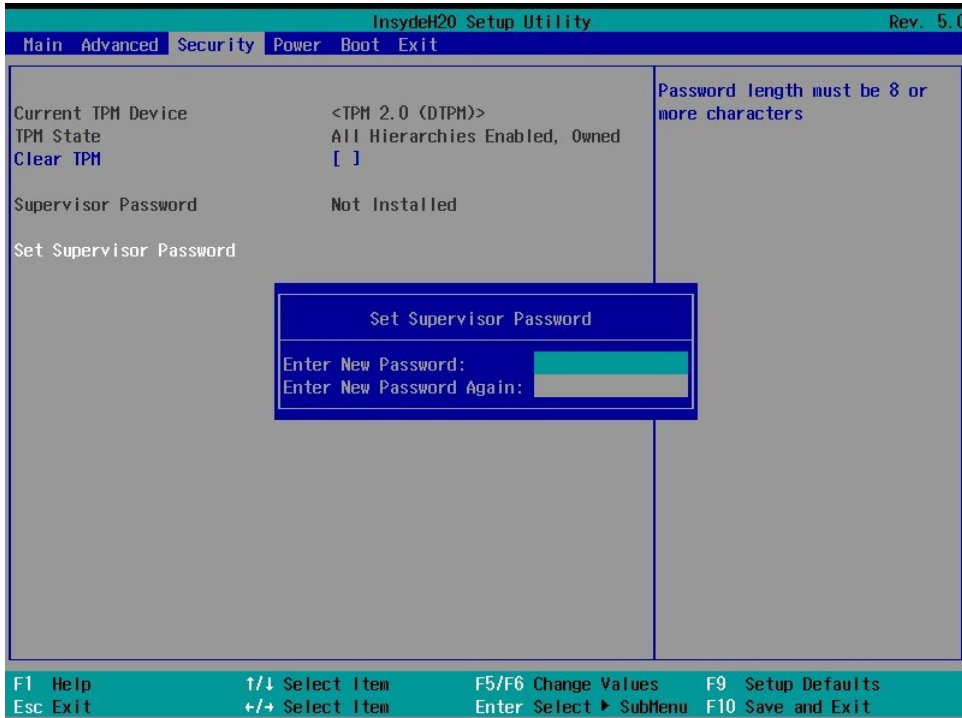 InsydeH20 Setup Utility Rev. 5.0
Main Advanced Security Power Boot Exit
Current TPM Device <TPM 2.0 (DTPM)>
TPM State All Hierarchies Enabled, Owned
Clear TPM [ ]
Supervisor Password Not Installed
Set Supervisor Password
Password length must be 8 or
more characters
Set Supervisor Password
Enter New Password:
Enter New Password Again:
F1 Help ↑/↓ Select Item F5/F6 Change Values F9 Setup Defaults
Esc Exit ←/→ Select Item Enter Select ▶ SubMenu F10 Save and Exit